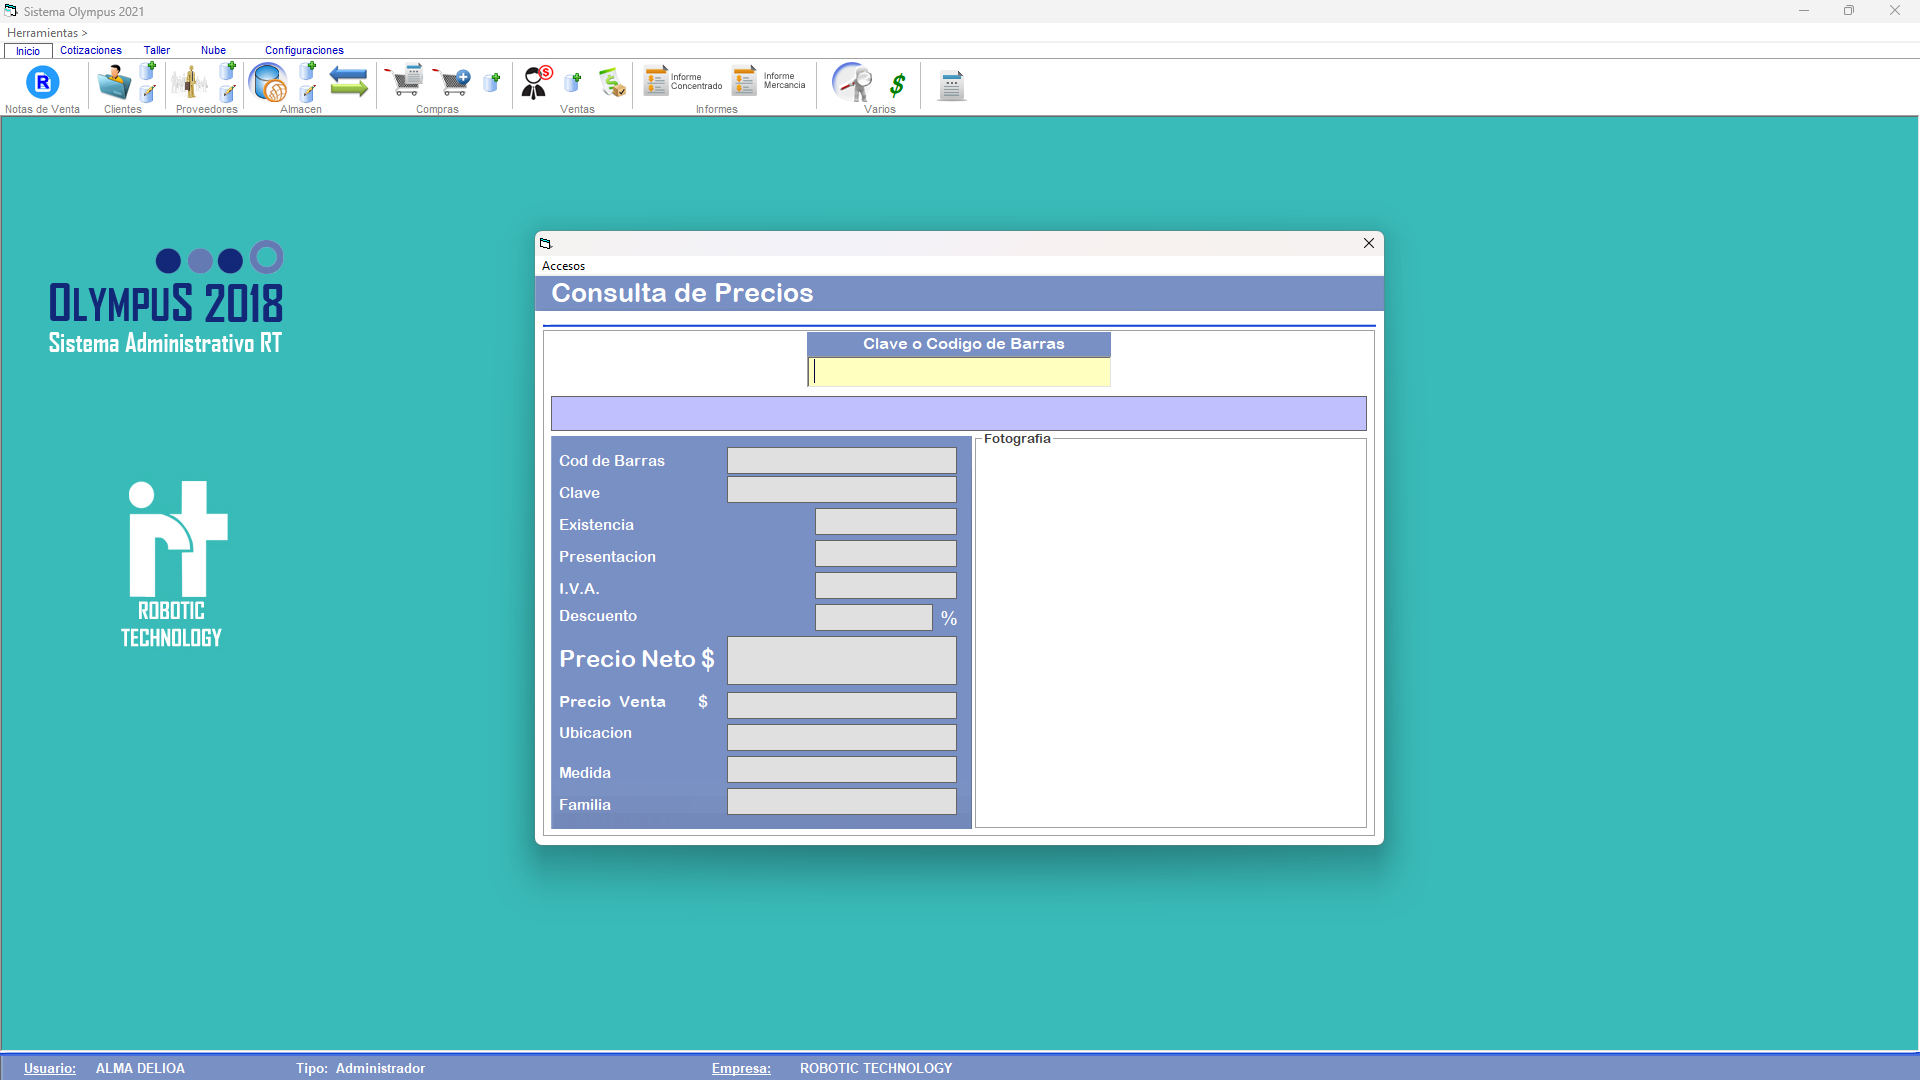 Sistema Olympus 2021
Herramientas >
Inicio Cotizaciones Taller Nube Configuraciones
R
Informe Concentrado
Informe Mercancia
Notas de Venta Clientes Proveedores Almacen Compras Ventas Informes Varios
OLYMPUS 2018
Sistema Administrativo RT
ROBOTIC
TECHNOLOGY
Accesos
Consulta de Precios
Clave o Codigo de Barras
Fotografia
Cod de Barras
Clave
Existencia
Presentacion
I.V.A.
Descuento %
Precio Neto $
Precio Venta $
Ubicacion
Medida
Familia
Usuario: ALMA DELIOA Tipo: Administrador Empresa: ROBOTIC TECHNOLOGY